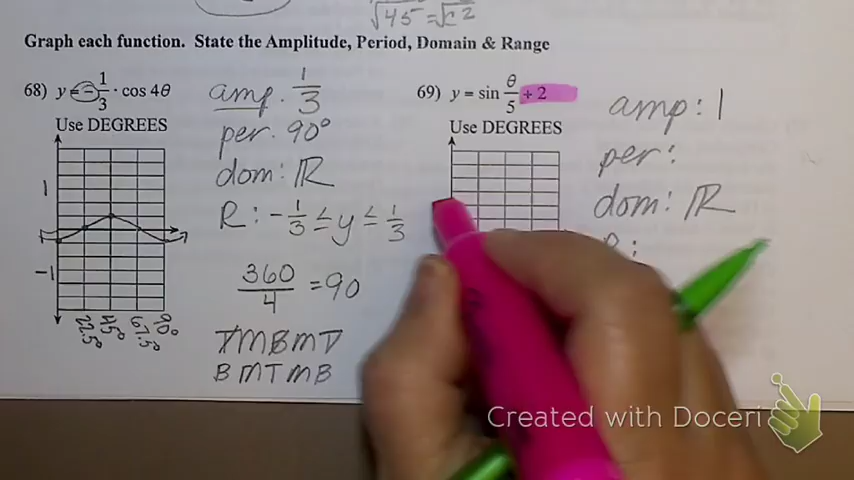 √45 = √c²
Graph each function. State the Amplitude, Period, Domain & Range
68) y = -1/3 · cos 4θ
amp. 1/3
Use DEGREES
per. 90°
dom: ℝ
R: -1/3 ≤ y ≤ 1/3
360/4 = 90
TMBMT
BMTMB
1
-1
22.5°
45°
67.5°
90°
69) y = sin θ/5 + 2
amp: 1
Use DEGREES
per:
dom: ℝ
R:
Created with Doceri